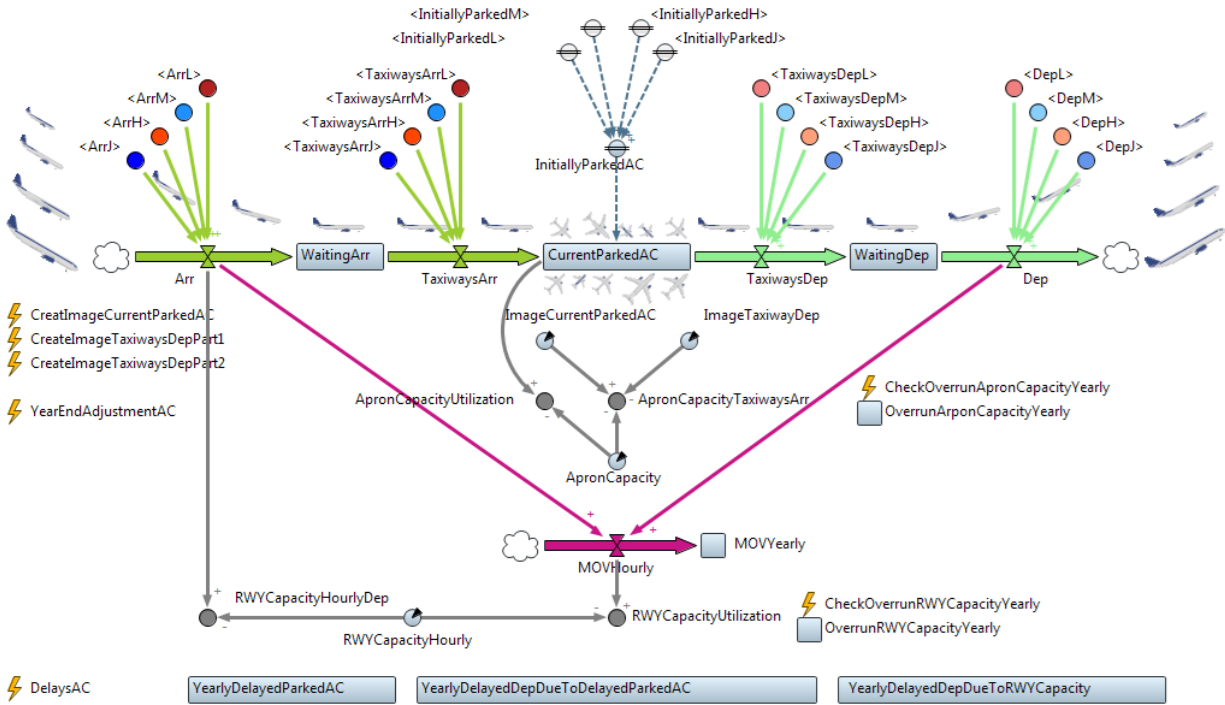 <InitiallyParkedM>
<InitiallyParkedH>
<InitiallyParkedL>
<InitiallyParkedJ>
<ArrL>
<TaxiwaysArrL>
<TaxiwaysDepL>
<DepL>
<ArrM>
<TaxiwaysArrM>
<TaxiwaysDepM>
<DepM>
<ArrH>
<TaxiwaysArrH>
<TaxiwaysDepH>
<DepH>
<ArrJ>
<TaxiwaysArrJ>
<TaxiwaysDepJ>
<DepJ>
InitiallyParkedAC
WaitingArr
CurrentParkedAC
WaitingDep
Arr
TaxiwaysArr
TaxiwaysDep
Dep
CreatImageCurrentParkedAC
ImageCurrentParkedAC
ImageTaxiwayDep
CreateImageTaxiwaysDepPart1
CreateImageTaxiwaysDepPart2
CheckOverrunApronCapacityYearly
YearEndAdjustmentAC
ApronCapacityUtilization
ApronCapacityTaxiwaysArr
OverrunArponCapacityYearly
ApronCapacity
MOVYearly
MOVHourly
RWYCapacityHourlyDep
CheckOverrunRWYCapacityYearly
RWYCapacityUtilization
OverrunRWYCapacityYearly
RWYCapacityHourly
DelaysAC
YearlyDelayedParkedAC
YearlyDelayedDepDueToDelayedParkedAC
YearlyDelayedDepDueToRWYCapacity